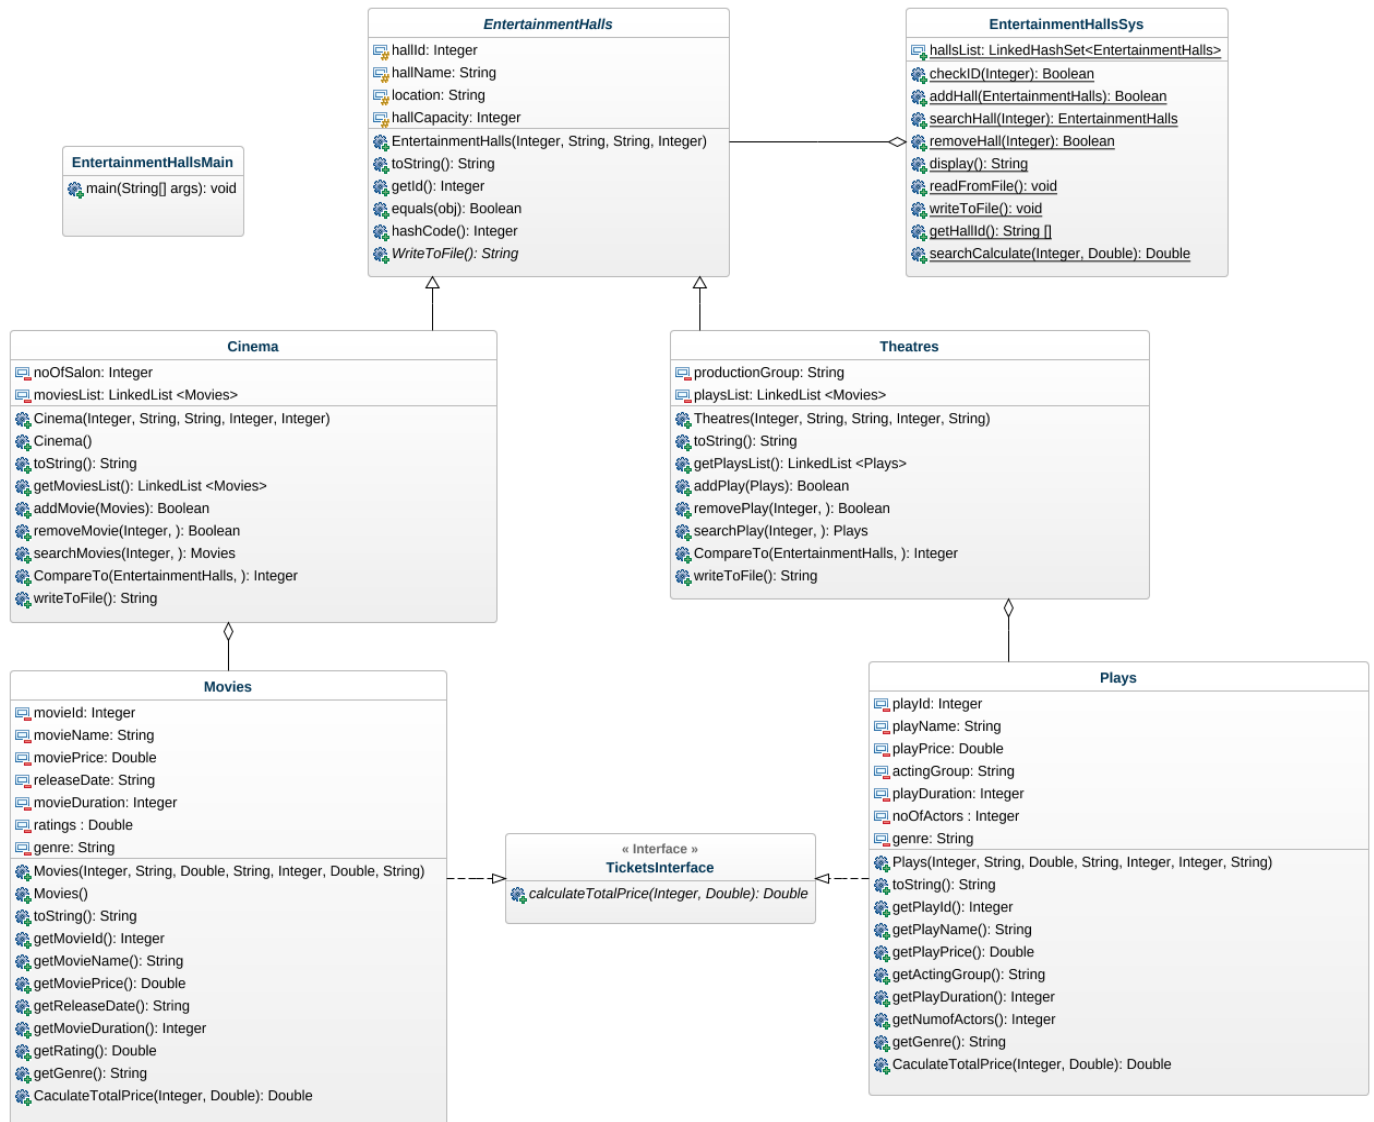 EntertainmentHalls
hallId: Integer
hallName: String
location: String
hallCapacity: Integer
EntertainmentHalls(Integer, String, String, Integer)
toString(): String
getId(): Integer
equals(obj): Boolean
hashCode(): Integer
WriteToFile(): String
EntertainmentHallsSys
hallsList: LinkedHashSet<EntertainmentHalls>
checkID(Integer): Boolean
addHall(EntertainmentHalls): Boolean
searchHall(Integer): EntertainmentHalls
removeHall(Integer): Boolean
display(): String
readFromFile(): void
writeToFile(): void
getHallId(): String []
searchCalculate(Integer, Double): Double
EntertainmentHallsMain
main(String[] args): void
Cinema
noOfSalon: Integer
moviesList: LinkedList <Movies>
Cinema(Integer, String, String, Integer, Integer)
Cinema()
toString(): String
getMoviesList(): LinkedList <Movies>
addMovie(Movies): Boolean
removeMovie(Integer, ): Boolean
searchMovies(Integer, ): Movies
CompareTo(EntertainmentHalls, ): Integer
writeToFile(): String
Theatres
productionGroup: String
playsList: LinkedList <Movies>
Theatres(Integer, String, String, Integer, String)
toString(): String
getPlaysList(): LinkedList <Plays>
addPlay(Plays): Boolean
removePlay(Integer, ): Boolean
searchPlay(Integer, ): Plays
CompareTo(EntertainmentHalls, ): Integer
writeToFile(): String
Movies
movieId: Integer
movieName: String
moviePrice: Double
releaseDate: String
movieDuration: Integer
ratings : Double
genre: String
Movies(Integer, String, Double, String, Integer, Double, String)
Movies()
toString(): String
getMovieId(): Integer
getMovieName(): String
getMoviePrice(): Double
getReleaseDate(): String
getMovieDuration(): Integer
getRating(): Double
getGenre(): String
CaculateTotalPrice(Integer, Double): Double
« Interface »
TicketsInterface
calculateTotalPrice(Integer, Double): Double
Plays
playId: Integer
playName: String
playPrice: Double
actingGroup: String
playDuration: Integer
noOfActors : Integer
genre: String
Plays(Integer, String, Double, String, Integer, Integer, String)
toString(): String
getPlayId(): Integer
getPlayName(): String
getPlayPrice(): Double
getActingGroup(): String
getPlayDuration(): Integer
getNumofActors(): Integer
getGenre(): String
CaculateTotalPrice(Integer, Double): Double